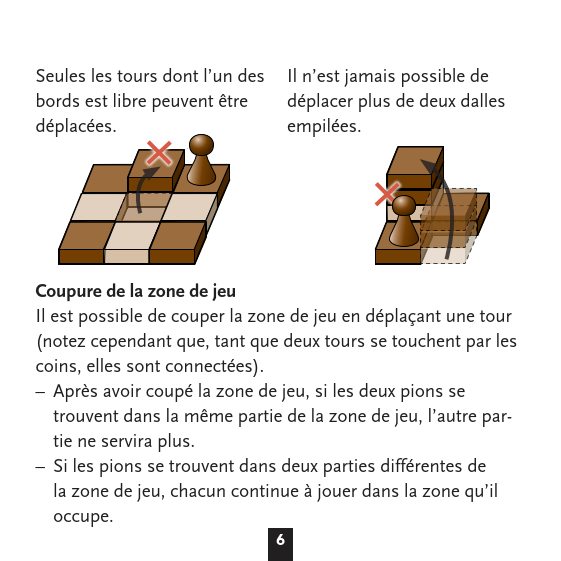 Seules les tours dont l’un des
bords est libre peuvent être
déplacées.
Il n’est jamais possible de
déplacer plus de deux dalles
empilées.
Coupure de la zone de jeu
Il est possible de couper la zone de jeu en déplaçant une tour
(notez cependant que, tant que deux tours se touchent par les
coins, elles sont connectées).
– Après avoir coupé la zone de jeu, si les deux pions se
trouvent dans la même partie de la zone de jeu, l’autre par-
tie ne servira plus.
– Si les pions se trouvent dans deux parties différentes de
la zone de jeu, chacun continue à jouer dans la zone qu’il
occupe.
6